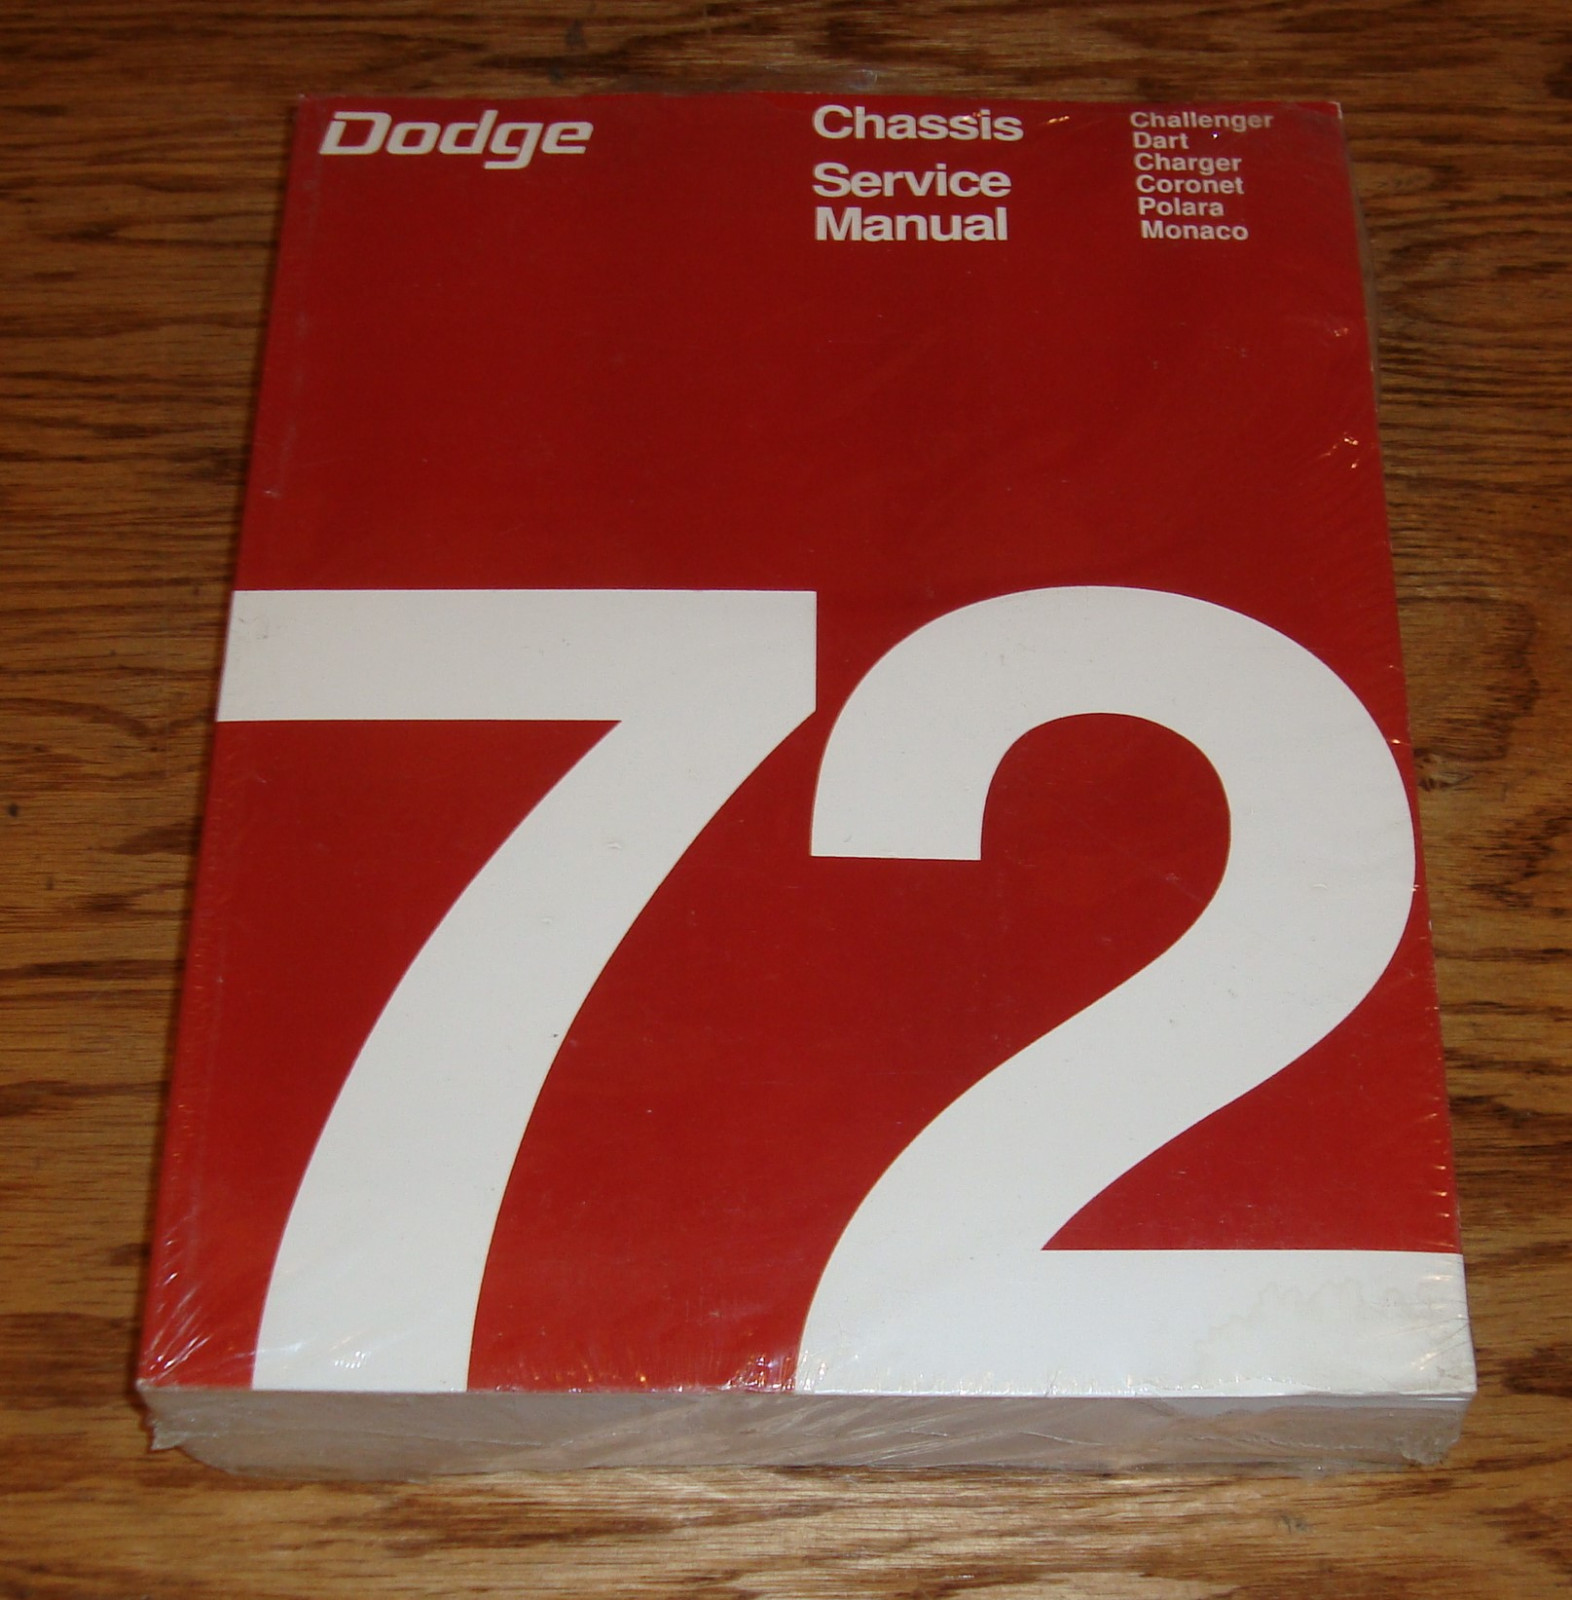 Dodge
Chassis
Service
Manual
Challenger
Dart
Charger
Coronet
Polara
Monaco
72